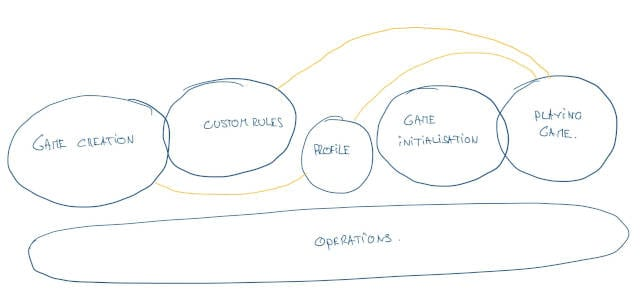 GAME CREATION
CUSTOM RULES
PROFILE
GAME
INITIALISATION
PLAYING
GAME.
OPERATIONS.